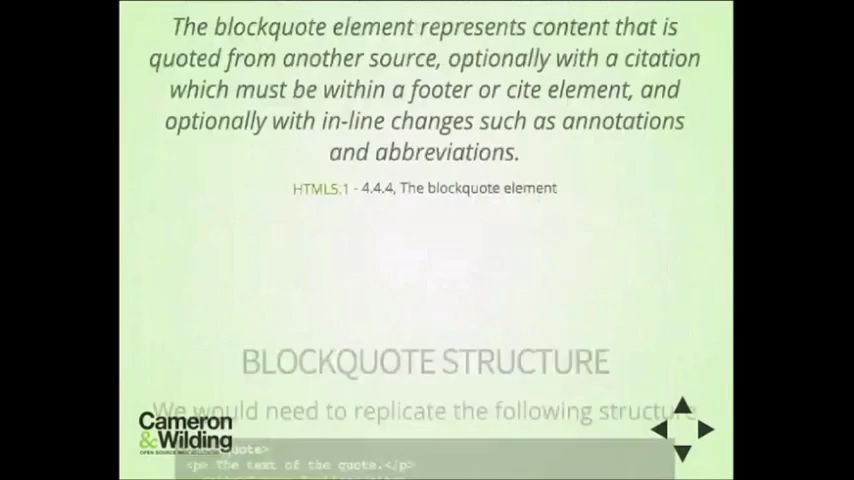 The blockquote element represents content that is
quoted from another source, optionally with a citation
which must be within a footer or cite element, and
optionally with in-line changes such as annotations
and abbreviations.
HTML5.1 - 4.4.4, The blockquote element
BLOCKQUOTE STRUCTURE
We would need to replicate the following structure.
Cameron
&Wilding
quote>
<p> The text of the quote.</p>